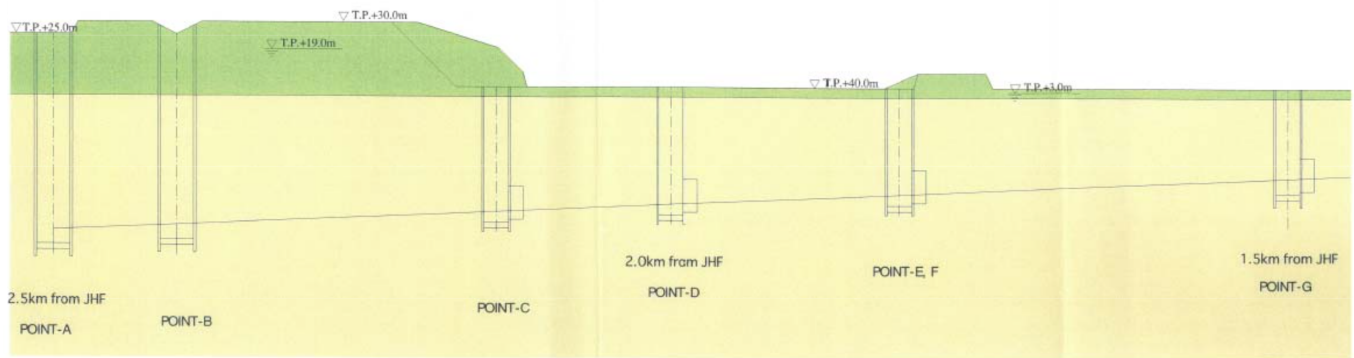 T.P.+25.0m
T.P.+30.0m
T.P.+19.0m
T.P.+40.0m
T.P.+3.0m
2.5km from JHF
POINT-A
POINT-B
POINT-C
2.0km fram JHF
POINT-D
POINT-E, F
1.5km from JHF
POINT-G